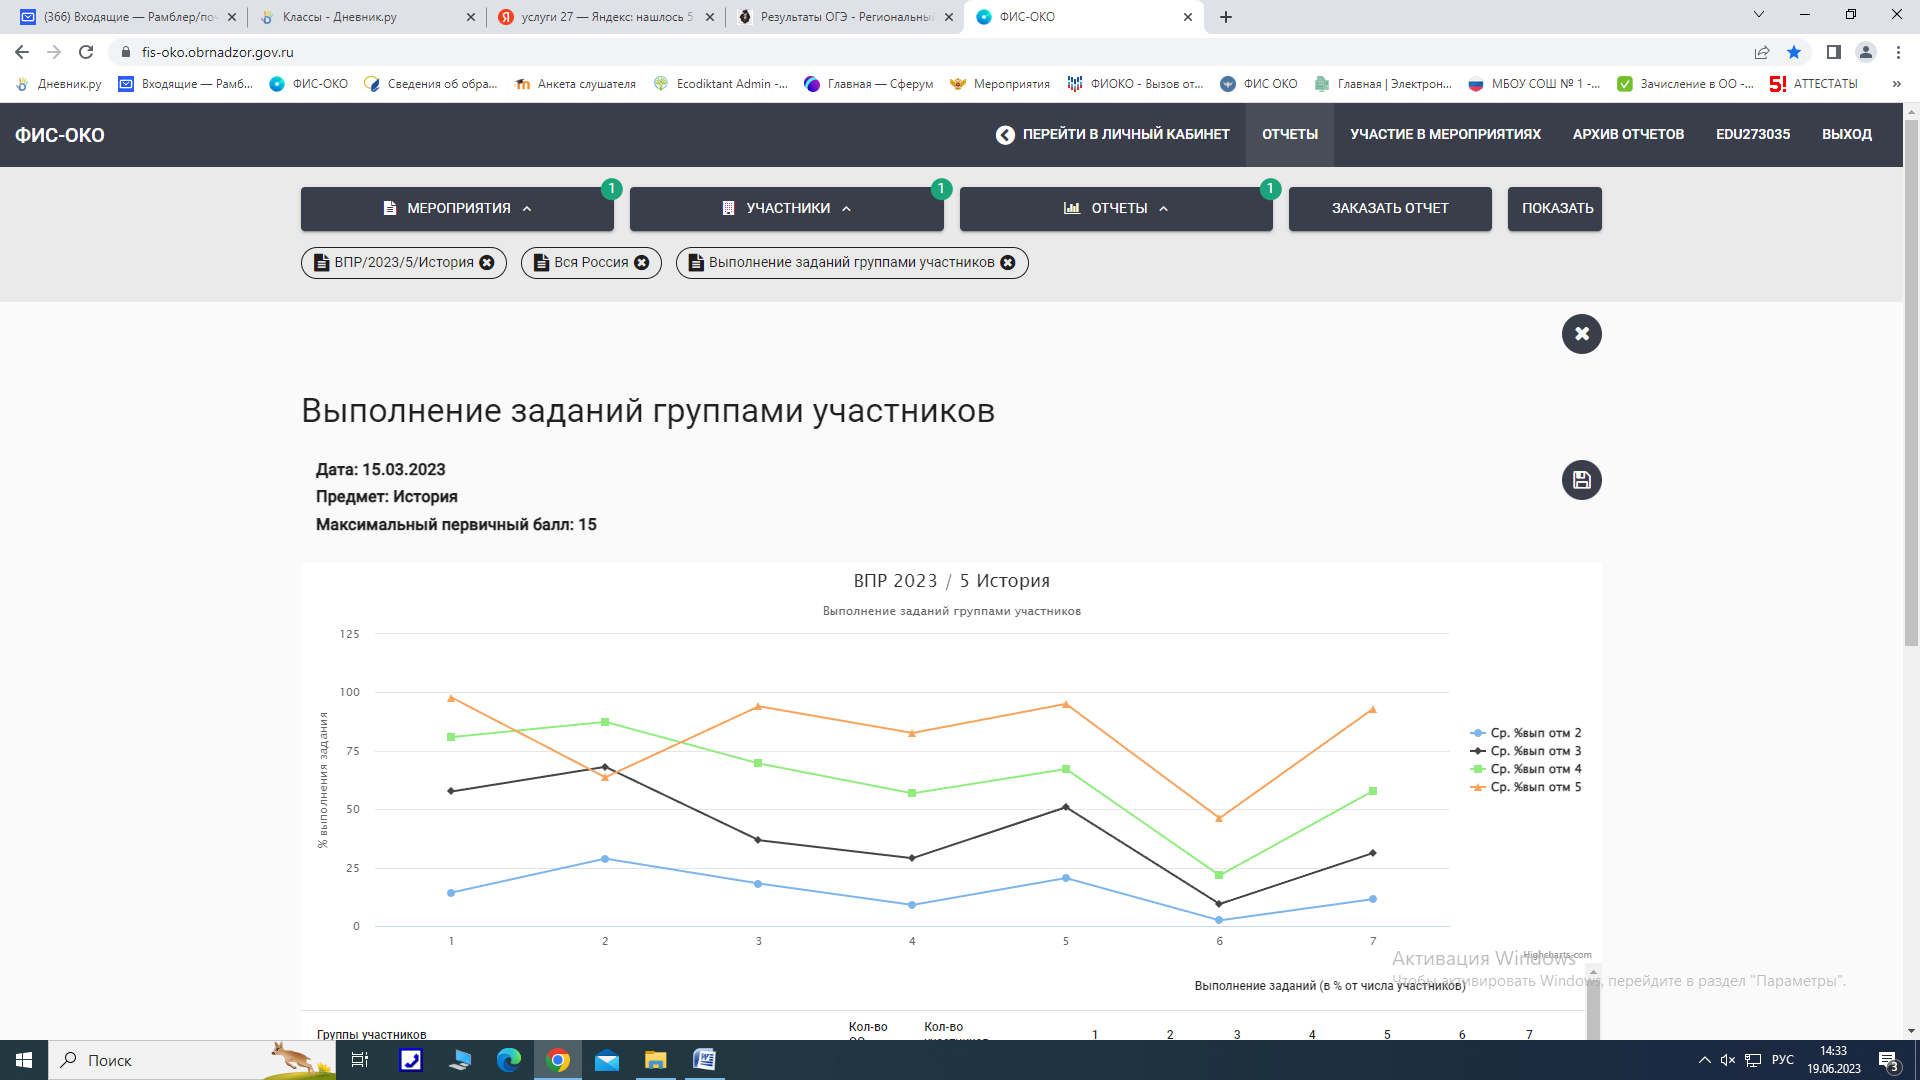 (366) Входящие — Рамблер/поч
Классы - Дневник.ру
услуги 27 — Яндекс: нашлось 5
Результаты ОГЭ - Региональный
ФИС-ОКО
fis-oko.obrnadzor.gov.ru
Дневник.ру
Входящие — Рамб...
ФИС-ОКО
Сведения об обра...
Анкета слушателя
Ecodiktant Admin -...
Главная — Сферум
Мероприятия
ФИОКО - Вызов от...
ФИС ОКО
Главная | Электрон...
МБОУ СОШ № 1 -...
Зачисление в ОО -...
5! АТТЕСТАТЫ
»
ФИС-ОКО
ПЕРЕЙТИ В ЛИЧНЫЙ КАБИНЕТ
ОТЧЕТЫ
УЧАСТИЕ В МЕРОПРИЯТИЯХ
АРХИВ ОТЧЕТОВ
EDU273035
ВЫХОД
МЕРОПРИЯТИЯ
1
УЧАСТНИКИ
1
ОТЧЕТЫ
1
ЗАКАЗАТЬ ОТЧЕТ
ПОКАЗАТЬ
ВПР/2023/5/История
Вся Россия
Выполнение заданий группами участников
Выполнение заданий группами участников
Дата: 15.03.2023
Предмет: История
Максимальный первичный балл: 15
ВПР 2023 / 5 История
Выполнение заданий группами участников
% выполнения задания
125
100
75
50
25
0
1 2 3 4 5 6 7
Ср. %вып отм 2
Ср. %вып отм 3
Ср. %вып отм 4
Ср. %вып отм 5
Highcharts.com
Активация Windows
Чтобы активировать Windows, перейдите в раздел "Параметры".
Выполнение заданий (в % от числа участников)
Группы участников
Кол-во
Кол-во
1 2 3 4 5 6 7
Поиск
W
РУС
14:33
19.06.2023
3